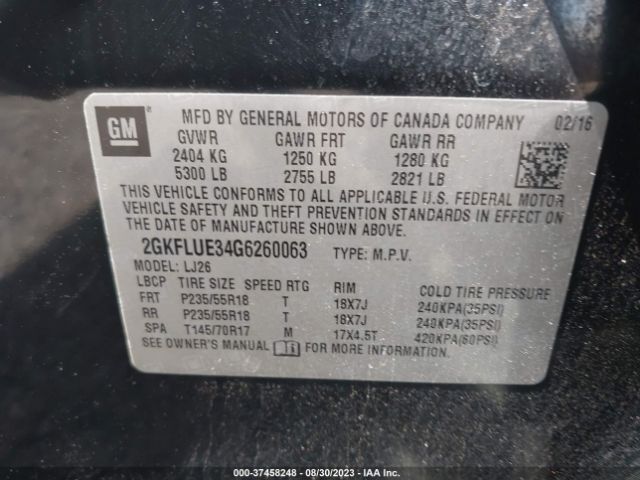 GM
MFD BY GENERAL MOTORS OF CANADA COMPANY 02/16
GVWR GAWR FRT GAWR RR
2404 KG 1250 KG 1280 KG
5300 LB 2755 LB 2821 LB
THIS VEHICLE CONFORMS TO ALL APPLICABLE U.S. FEDERAL MOTOR
VEHICLE SAFETY AND THEFT PREVENTION STANDARDS IN EFFECT ON
THE DATE OF MANUFACTURE SHOWN ABOVE.
2GKFLUE34G6260063 TYPE: M.P.V.
MODEL: LJ26
LBCP TIRE SIZE SPEED RTG RIM COLD TIRE PRESSURE
FRT P235/55R18 T 18X7J 240KPA(35PSI)
RR P235/55R18 T 18X7J 240KPA(35PSI)
SPA T145/70R17 M 17X4.5T 420KPA(60PSI)
SEE OWNER'S MANUAL FOR MORE INFORMATION.
000-37458248 - 08/30/2023 - IAA Inc.